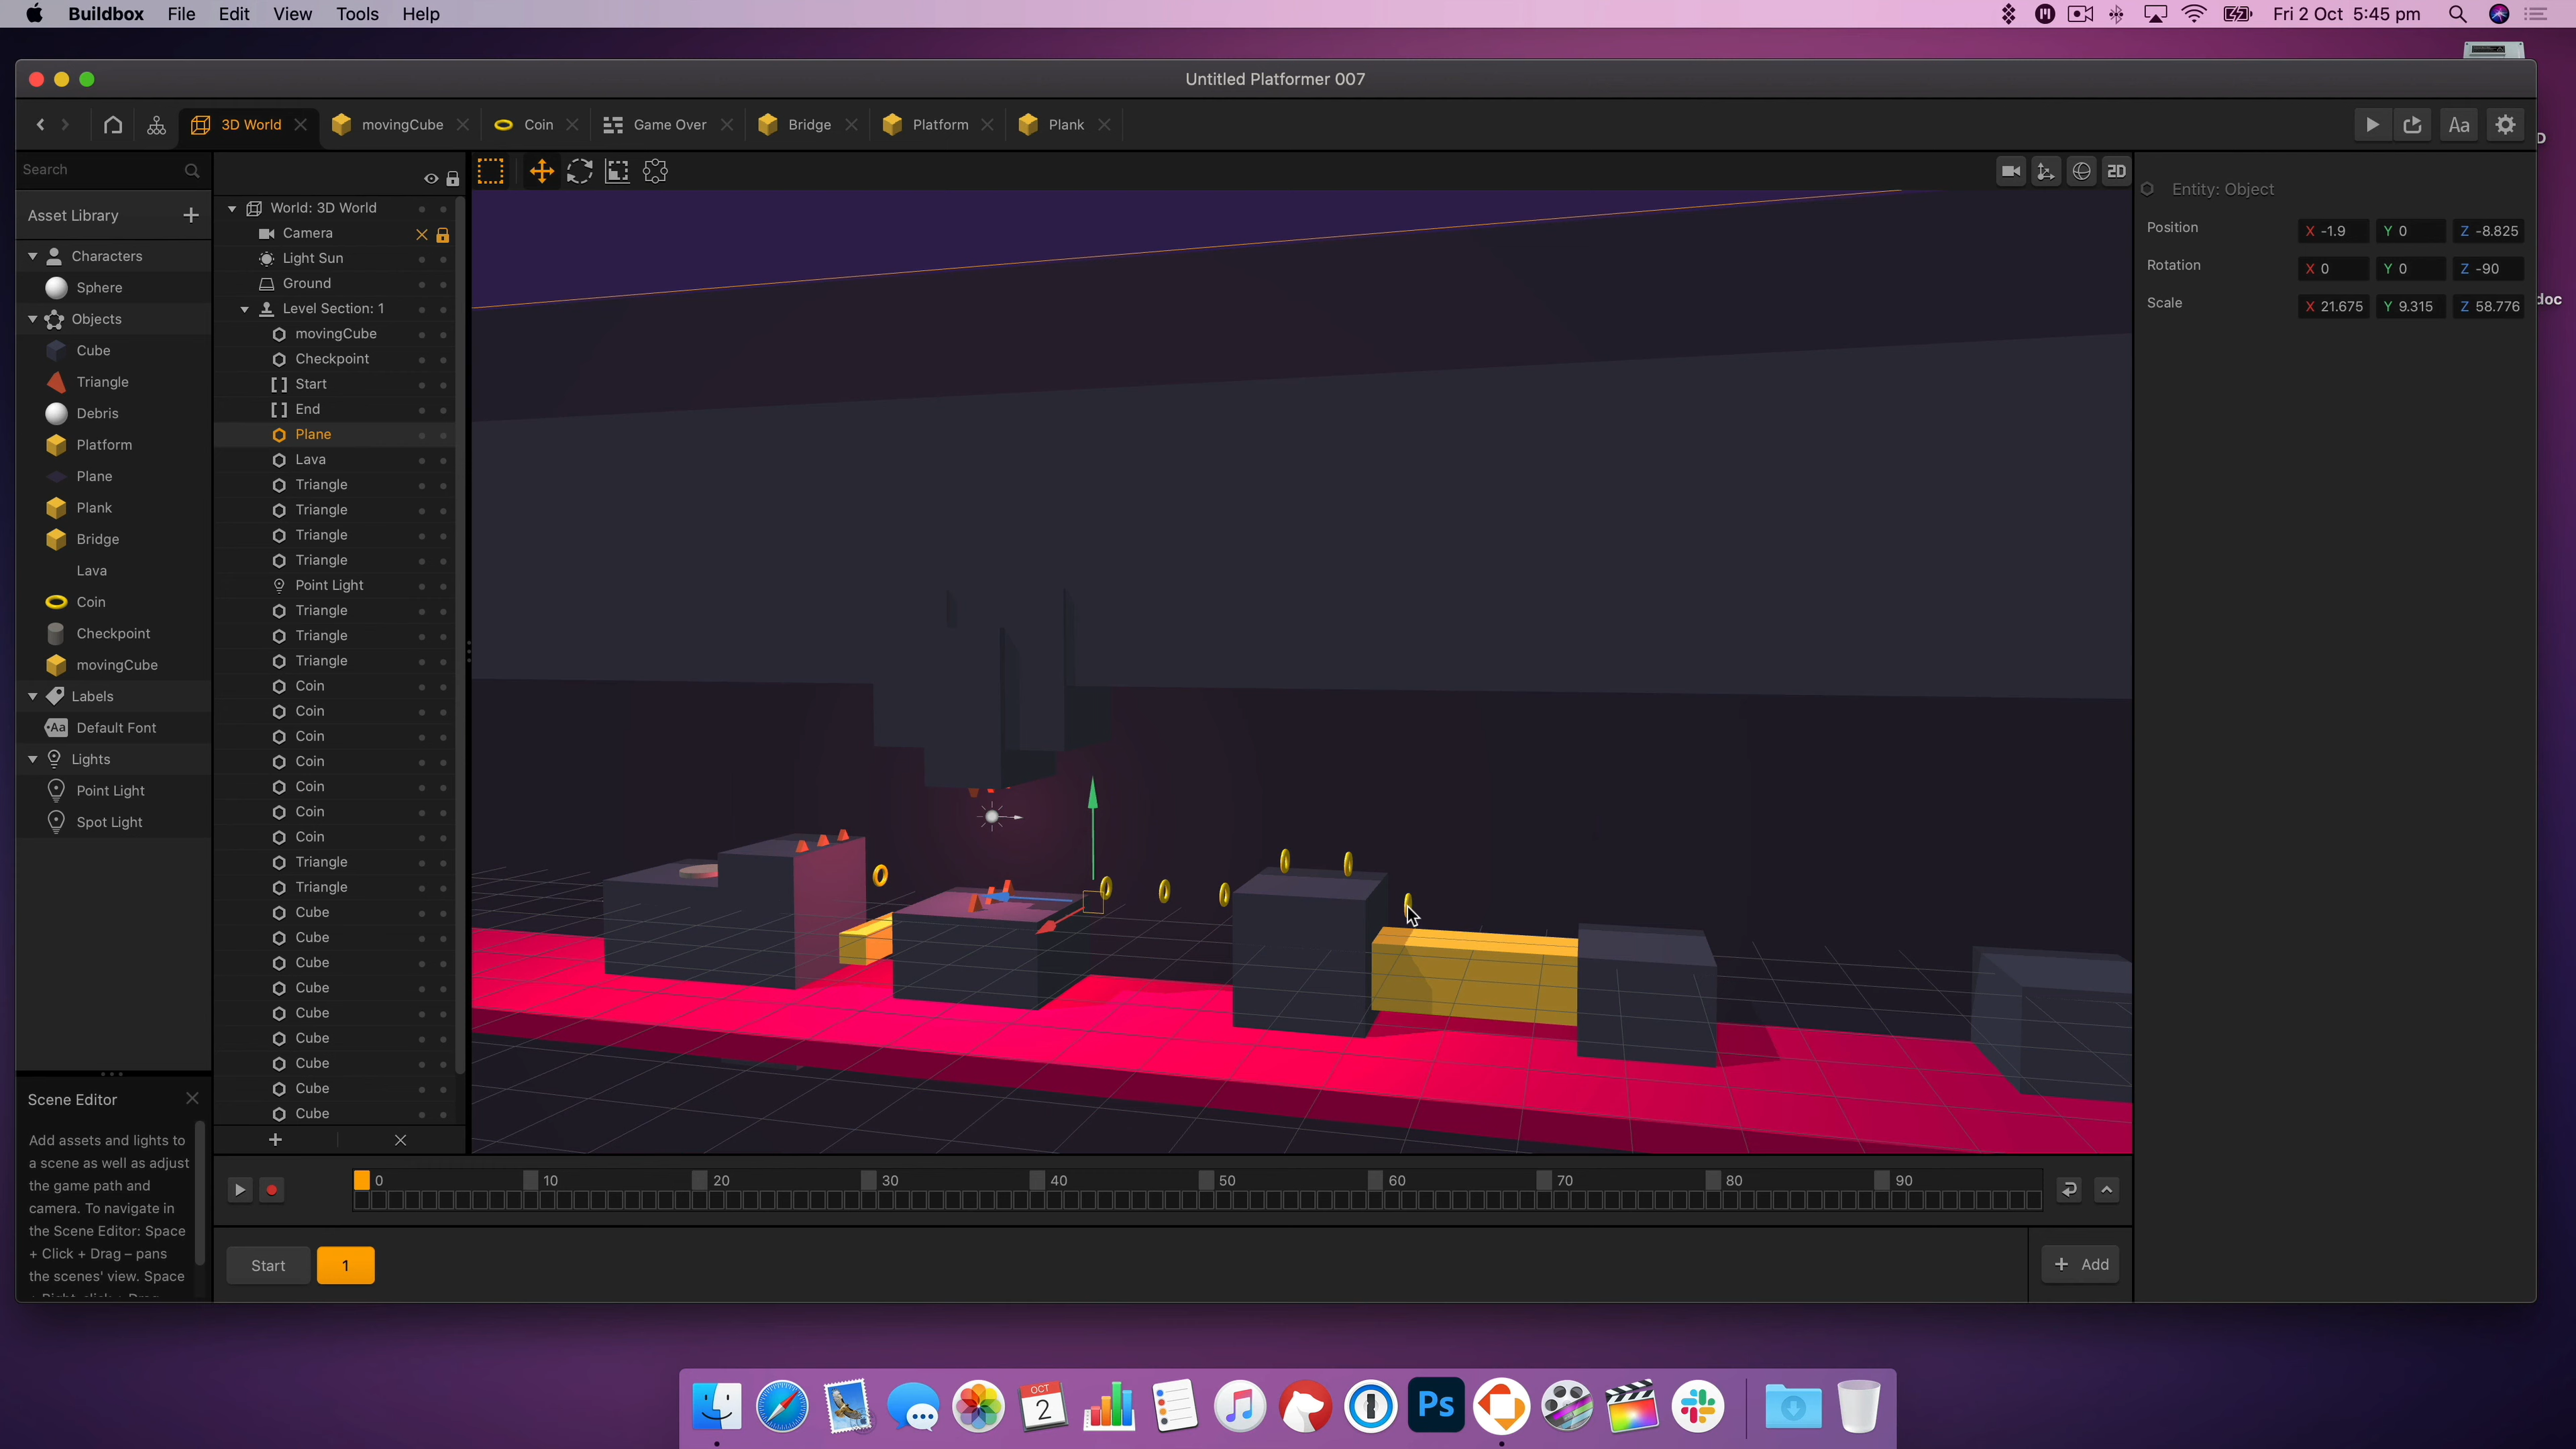 Buildbox File Edit View Tools Help Fri 2 Oct 5:45 pm
Untitled Platformer 007
3D World movingCube Coin Game Over Bridge Platform Plank Aa
Search
2D
Entity: Object
Asset Library
Position X -1.9 Y 0 Z -8.825
Rotation X 0 Y 0 Z -90
Scale X 21.675 Y 9.315 Z 58.776
doc
Characters
Sphere
Objects
Cube
Triangle
Debris
Platform
Plane
Plank
Bridge
Lava
Coin
Checkpoint
movingCube
Labels
Aa Default Font
Lights
Point Light
Spot Light
World: 3D World
Camera
Light Sun
Ground
Level Section: 1
movingCube
Checkpoint
[ ] Start
[ ] End
Plane
Lava
Triangle
Triangle
Triangle
Triangle
Point Light
Triangle
Triangle
Triangle
Coin
Coin
Coin
Coin
Coin
Coin
Coin
Triangle
Triangle
Cube
Cube
Cube
Cube
Cube
Cube
Cube
Cube
Cube
Scene Editor
Add assets and lights to
a scene as well as adjust
the game path and
camera. To navigate in
the Scene Editor: Space
+ Click + Drag – pans
the scenes' view. Space
0 10 20 30 40 50 60 70 80 90
Start 1
+ Add
OCT
2
Ps